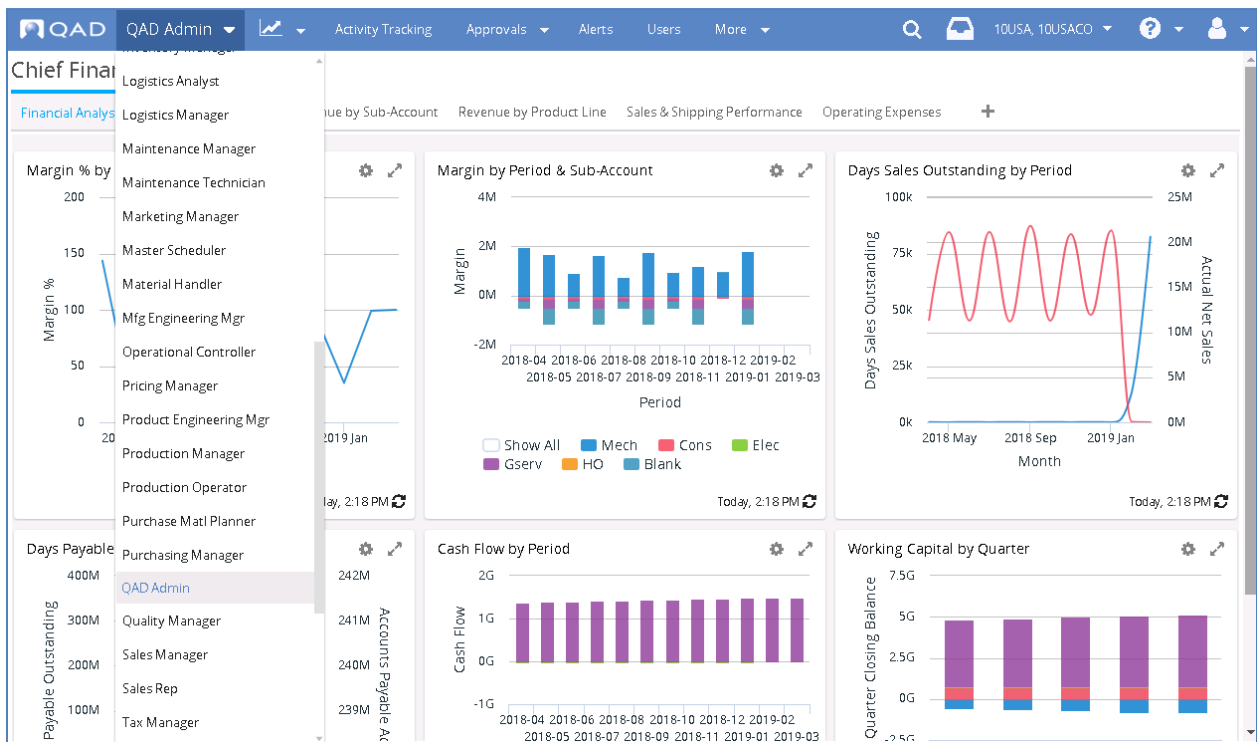 QAD QAD Admin Activity Tracking Approvals Alerts Users More 10USA, 10USACO ?
Inventory Manager
Logistics Analyst
Logistics Manager
Maintenance Manager
Maintenance Technician
Marketing Manager
Master Scheduler
Material Handler
Mfg Engineering Mgr
Operational Controller
Pricing Manager
Product Engineering Mgr
Production Manager
Production Operator
Purchase Matl Planner
Purchasing Manager
QAD Admin
Quality Manager
Sales Manager
Sales Rep
Tax Manager
Chief Finan
Financial Analys nue by Sub-Account Revenue by Product Line Sales & Shipping Performance Operating Expenses +
Margin % by
200
150
100
50
0
Margin %
20 2019 Jan
lay, 2:18 PM
Margin by Period & Sub-Account
4M
2M
0M
-2M
Margin
2018-04 2018-06 2018-08 2018-10 2018-12 2019-02
2018-05 2018-07 2018-09 2018-11 2019-01 2019-03
Period
Show All Mech Cons Elec
Gserv HO Blank
Today, 2:18 PM
Days Sales Outstanding by Period
100k 25M
20M
75k
15M
50k
10M
25k
5M
0k 0M
Days Sales Outstanding
Actual Net Sales
2018 May 2018 Sep 2019 Jan
Month
Today, 2:18 PM
Days Payable
400M 242M
300M 241M
200M 240M
100M 239M
Payable Outstanding
Accounts Payable Ac
Cash Flow by Period
2G
1G
0G
-1G
Cash Flow
2018-04 2018-06 2018-08 2018-10 2018-12 2019-02
2018-05 2018-07 2018-09 2018-11 2019-01 2019-03
Working Capital by Quarter
7.5G
5G
2.5G
0G
-2.5G
Quarter Closing Balance